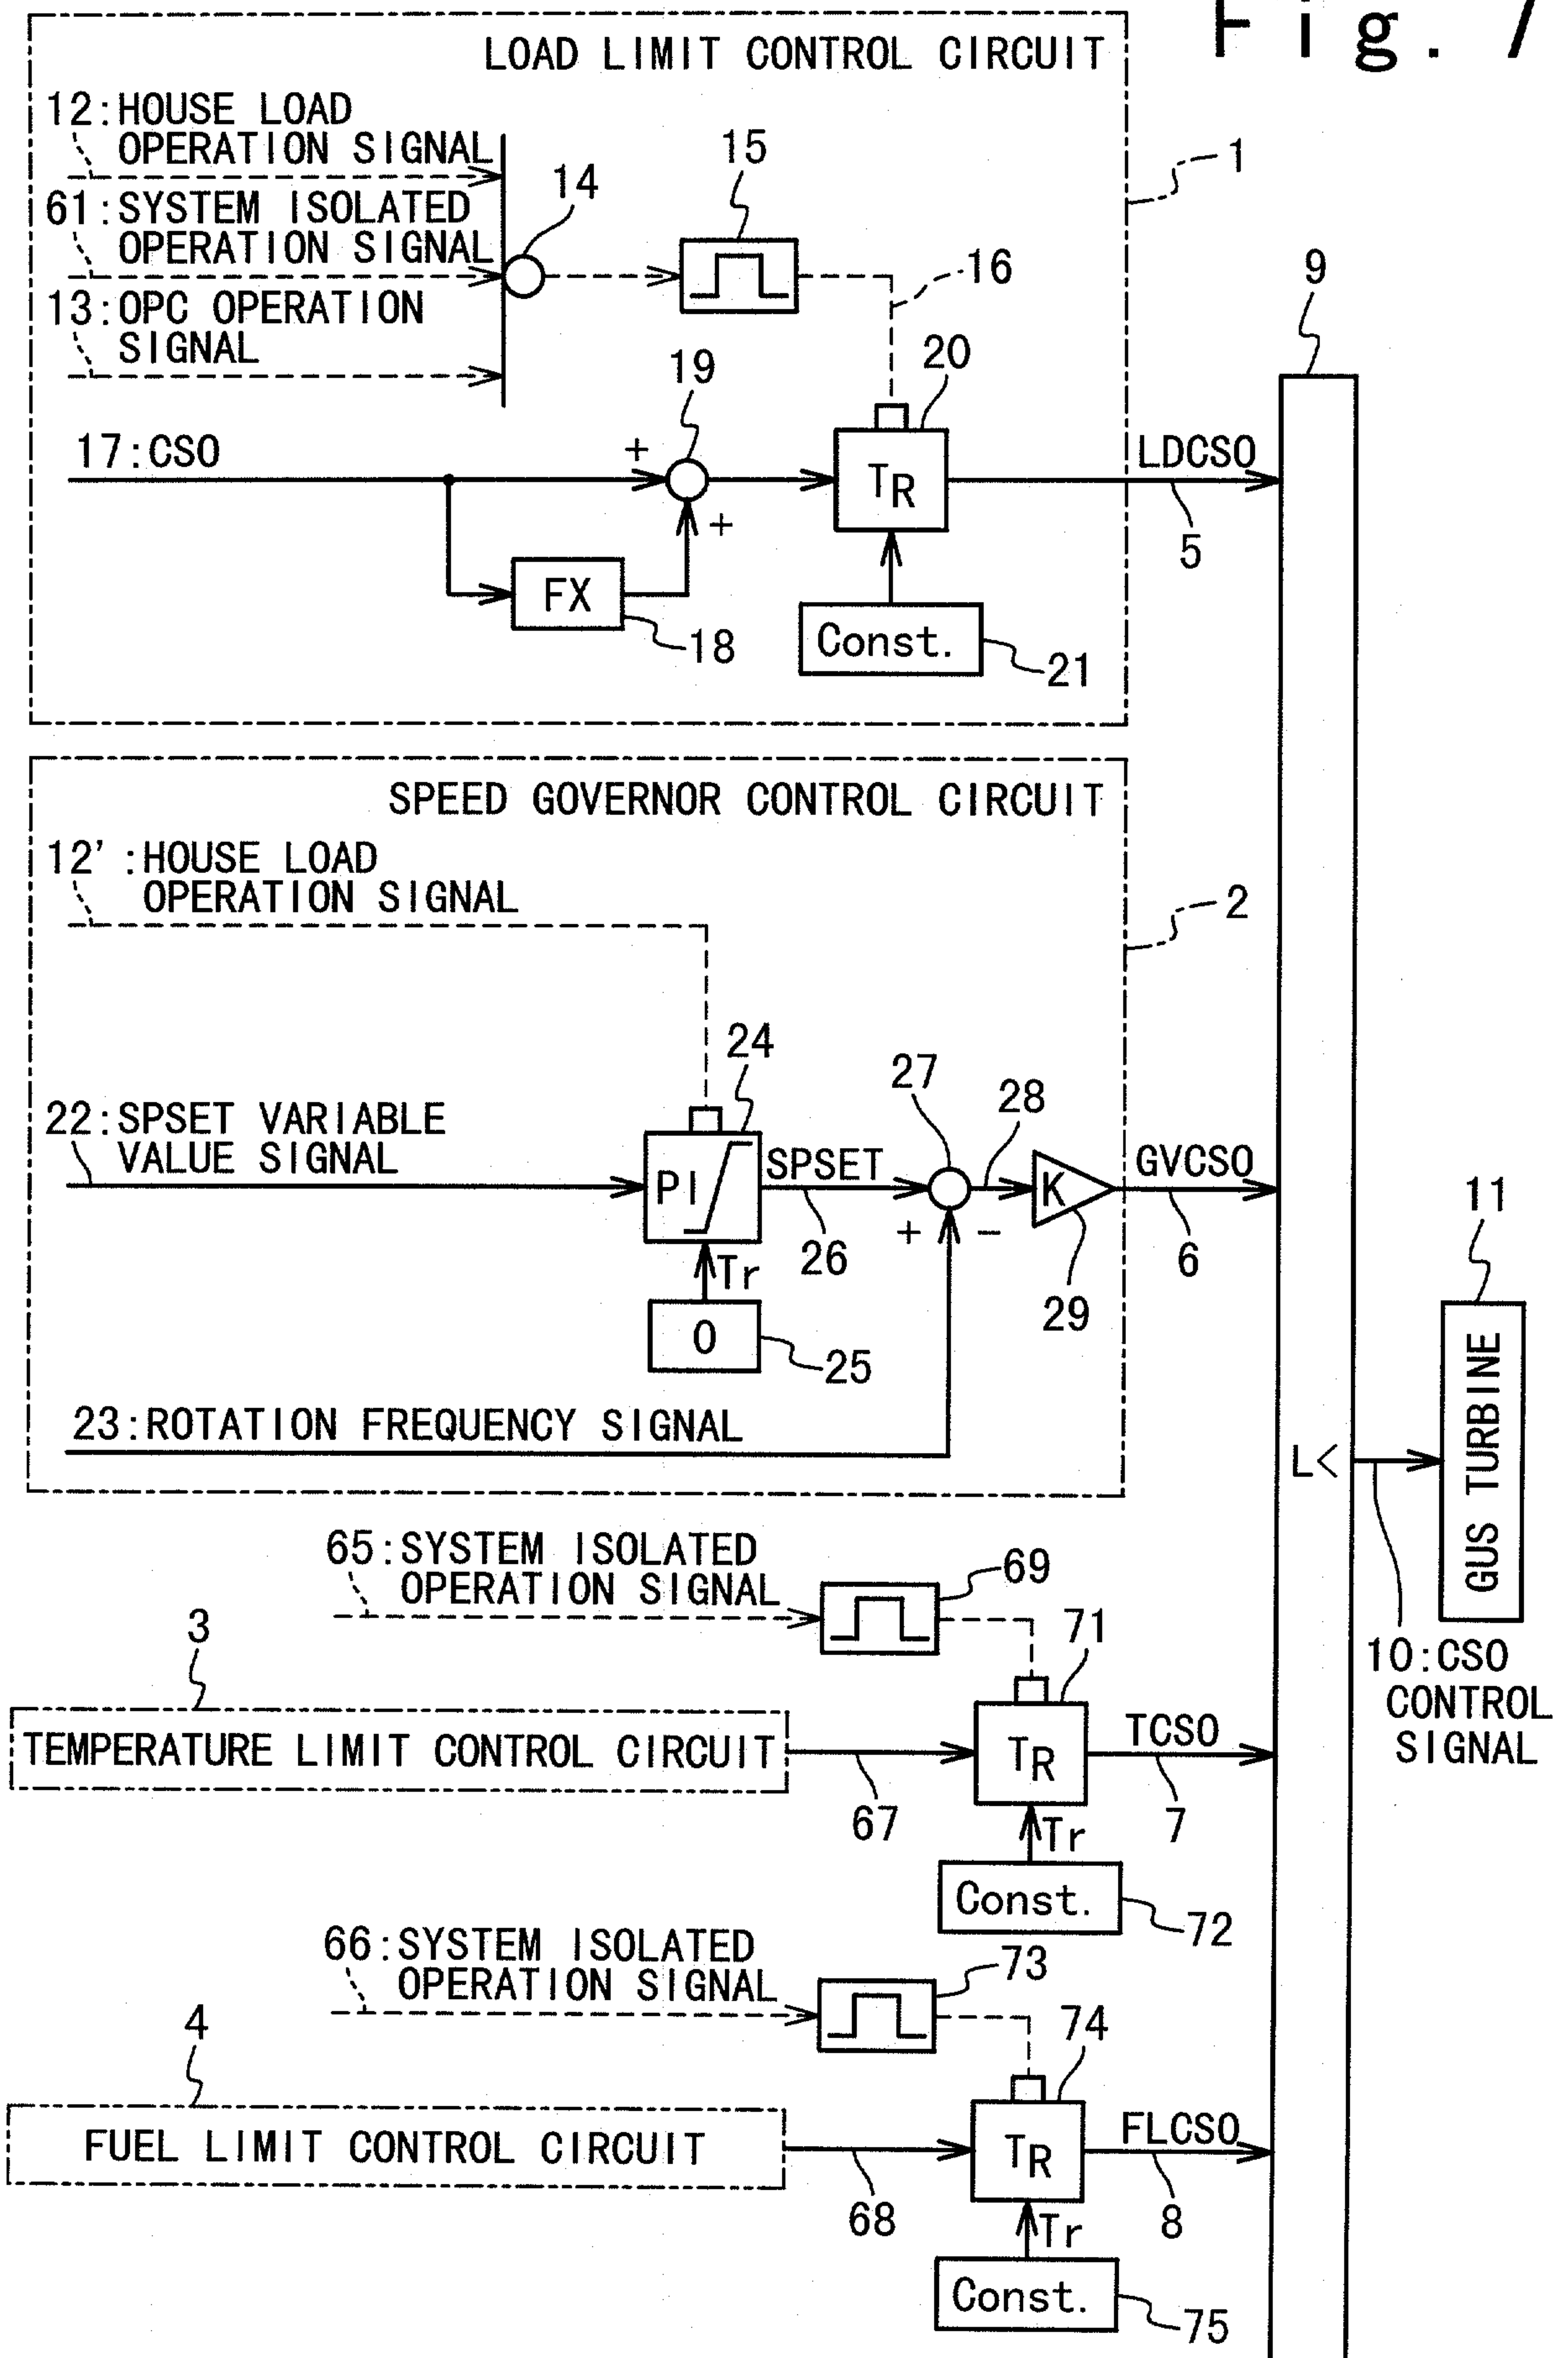 Fig. 7
LOAD LIMIT CONTROL CIRCUIT
12:HOUSE LOAD
OPERATION SIGNAL
61:SYSTEM ISOLATED
OPERATION SIGNAL
13:OPC OPERATION
SIGNAL
14
15
16
1
9
17:CSO
+
19
+
20
TR
LDCSO
5
FX
18
Const.
21
SPEED GOVERNOR CONTROL CIRCUIT
12':HOUSE LOAD
OPERATION SIGNAL
2
22:SPSET VARIABLE
VALUE SIGNAL
24
PI
SPSET
26
27
28
+
-
K
29
GVCSO
6
Tr
0
25
23:ROTATION FREQUENCY SIGNAL
L<
11
GUS TURBINE
10:CSO
CONTROL
SIGNAL
65:SYSTEM ISOLATED
OPERATION SIGNAL
69
3
TEMPERATURE LIMIT CONTROL CIRCUIT
67
71
TR
TCSO
7
Tr
Const.
72
66:SYSTEM ISOLATED
OPERATION SIGNAL
73
4
FUEL LIMIT CONTROL CIRCUIT
68
74
TR
FLCSO
8
Tr
Const.
75